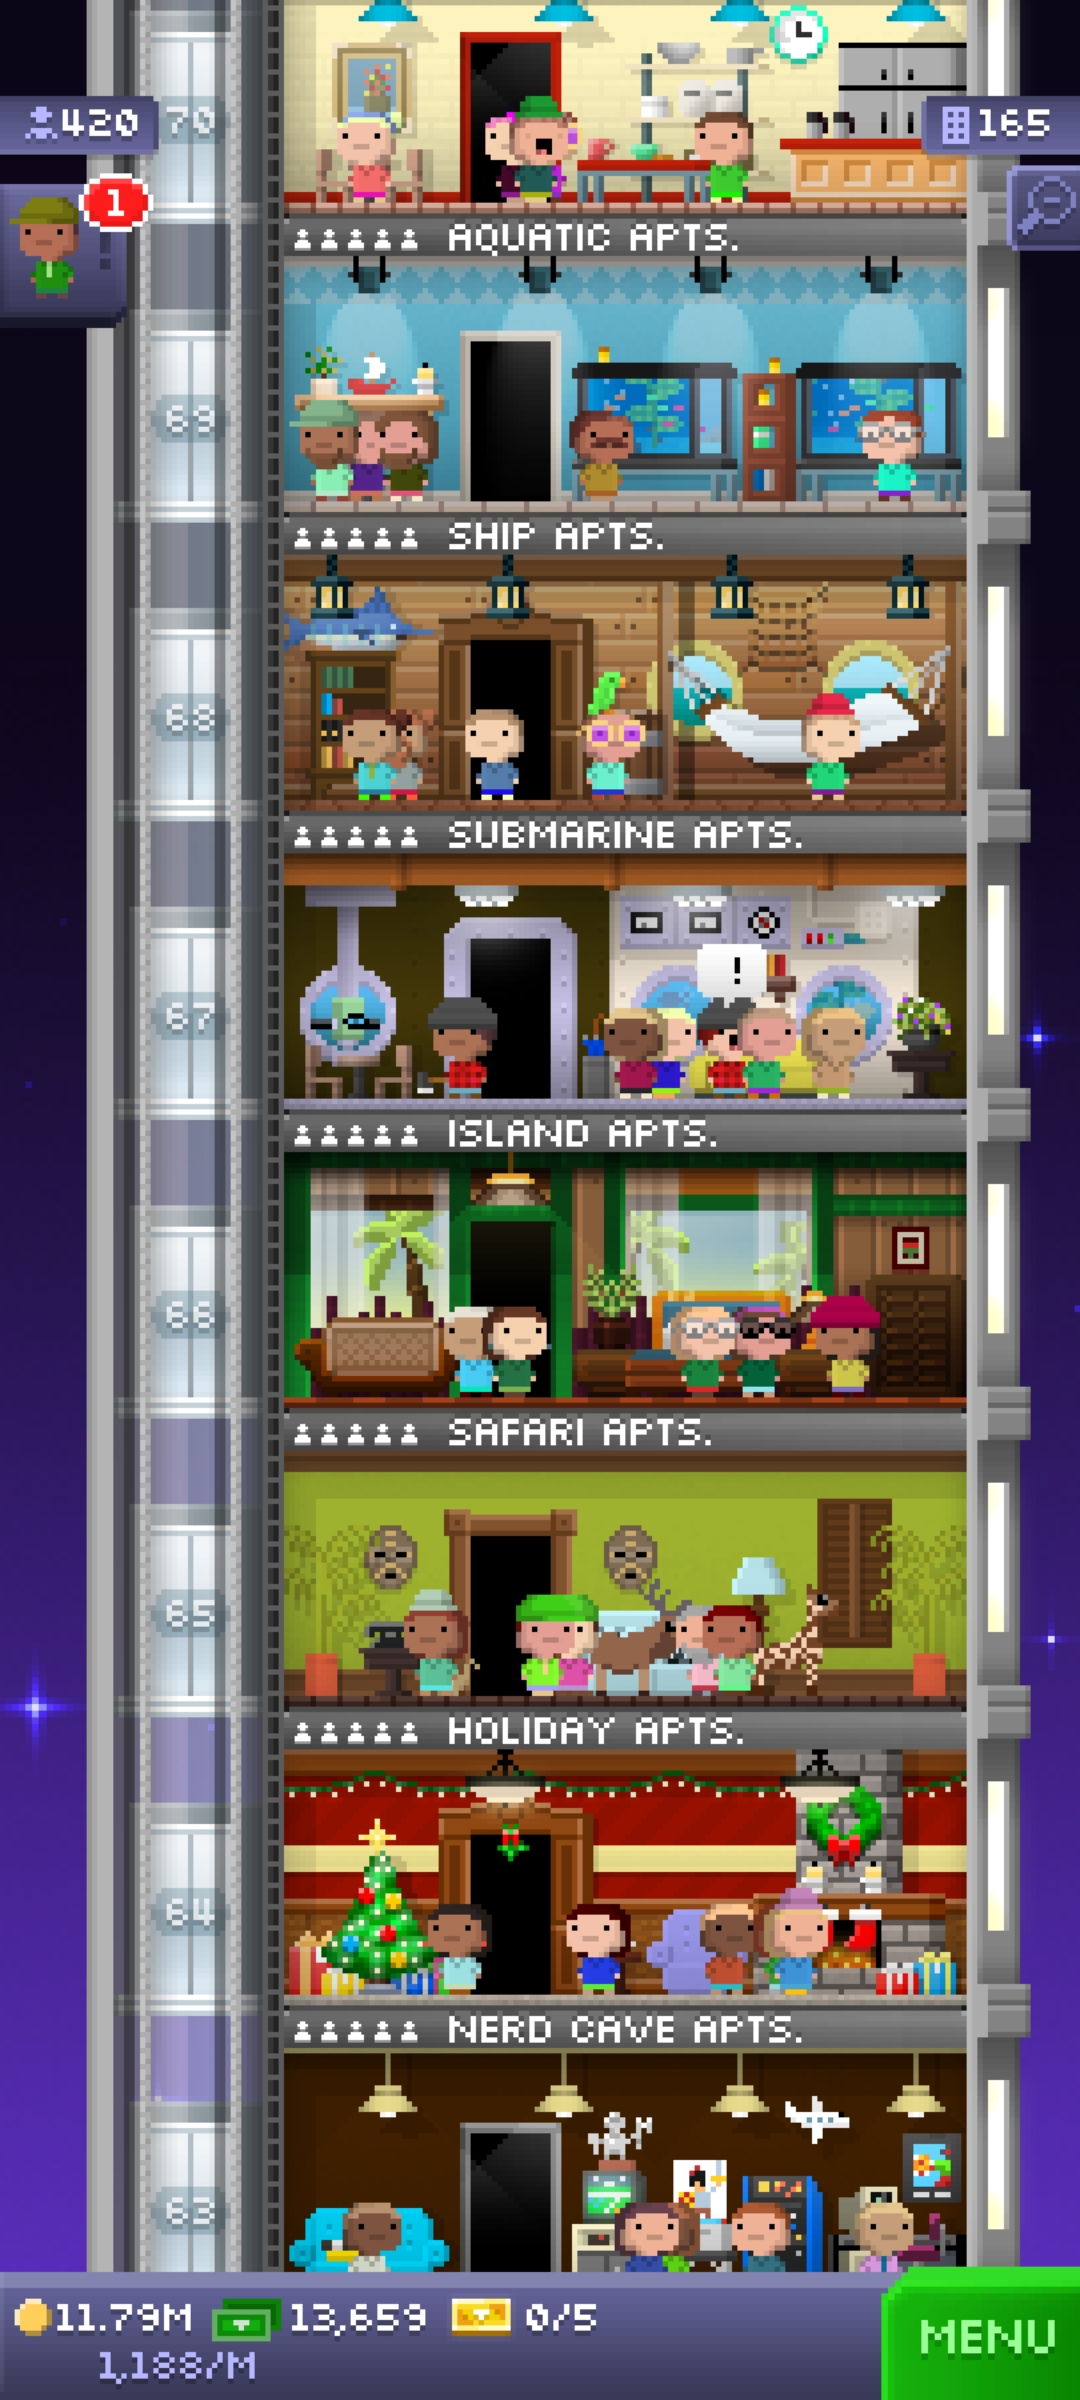 420
70
165
1
AQUATIC APTS.
69
SHIP APTS.
68
SUBMARINE APTS.
!
67
ISLAND APTS.
66
SAFARI APTS.
65
HOLIDAY APTS.
64
NERD CAVE APTS.
63
11.79M 13,659 0/5
1,188/M
MENU